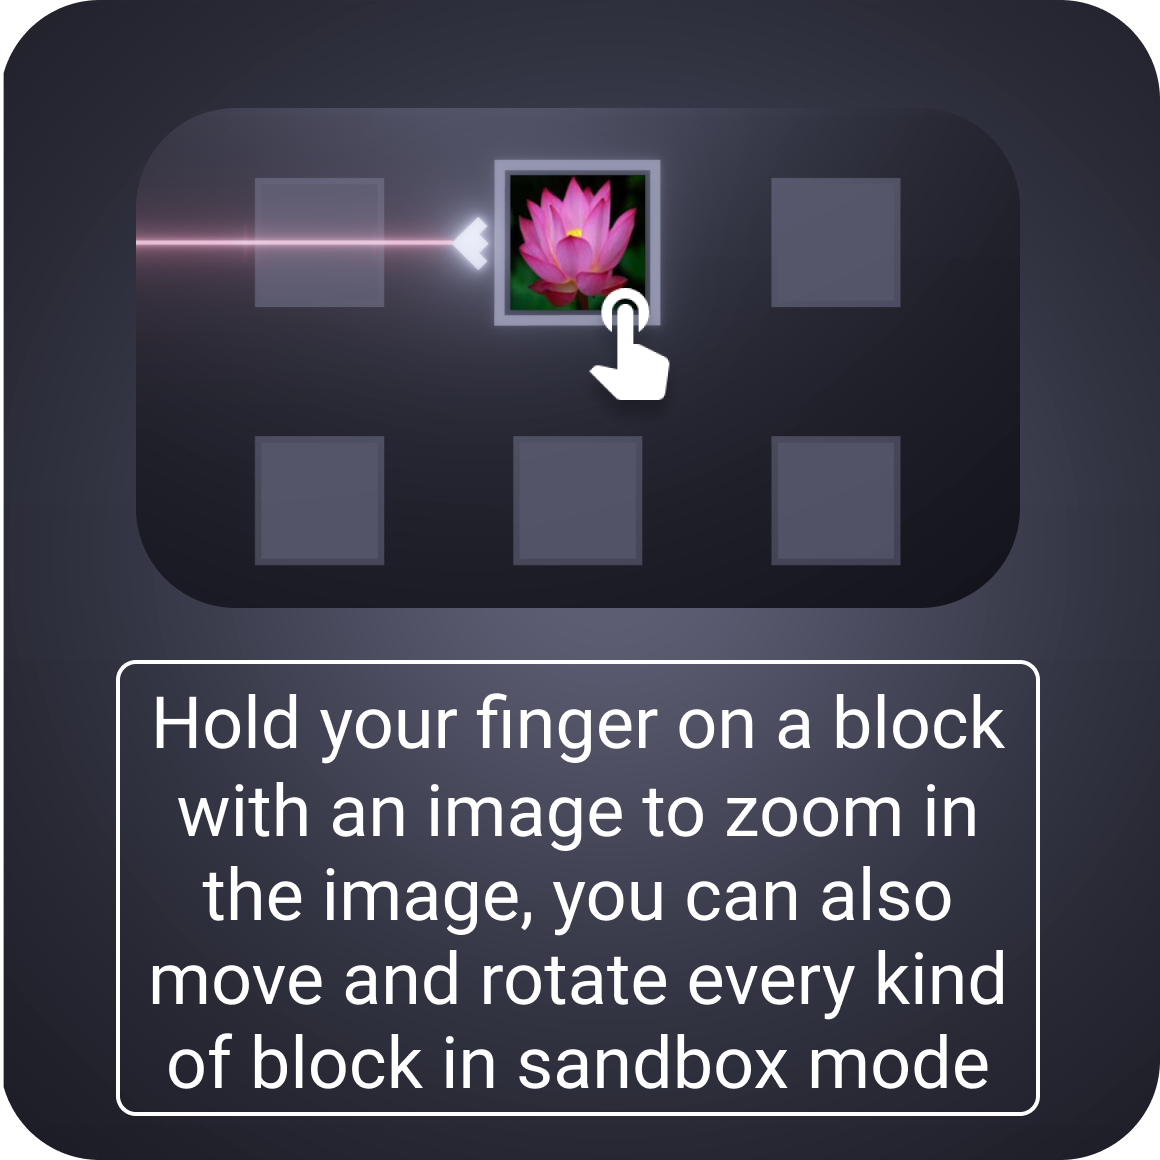 Hold your finger on a block
with an image to zoom in
the image, you can also
move and rotate every kind
of block in sandbox mode